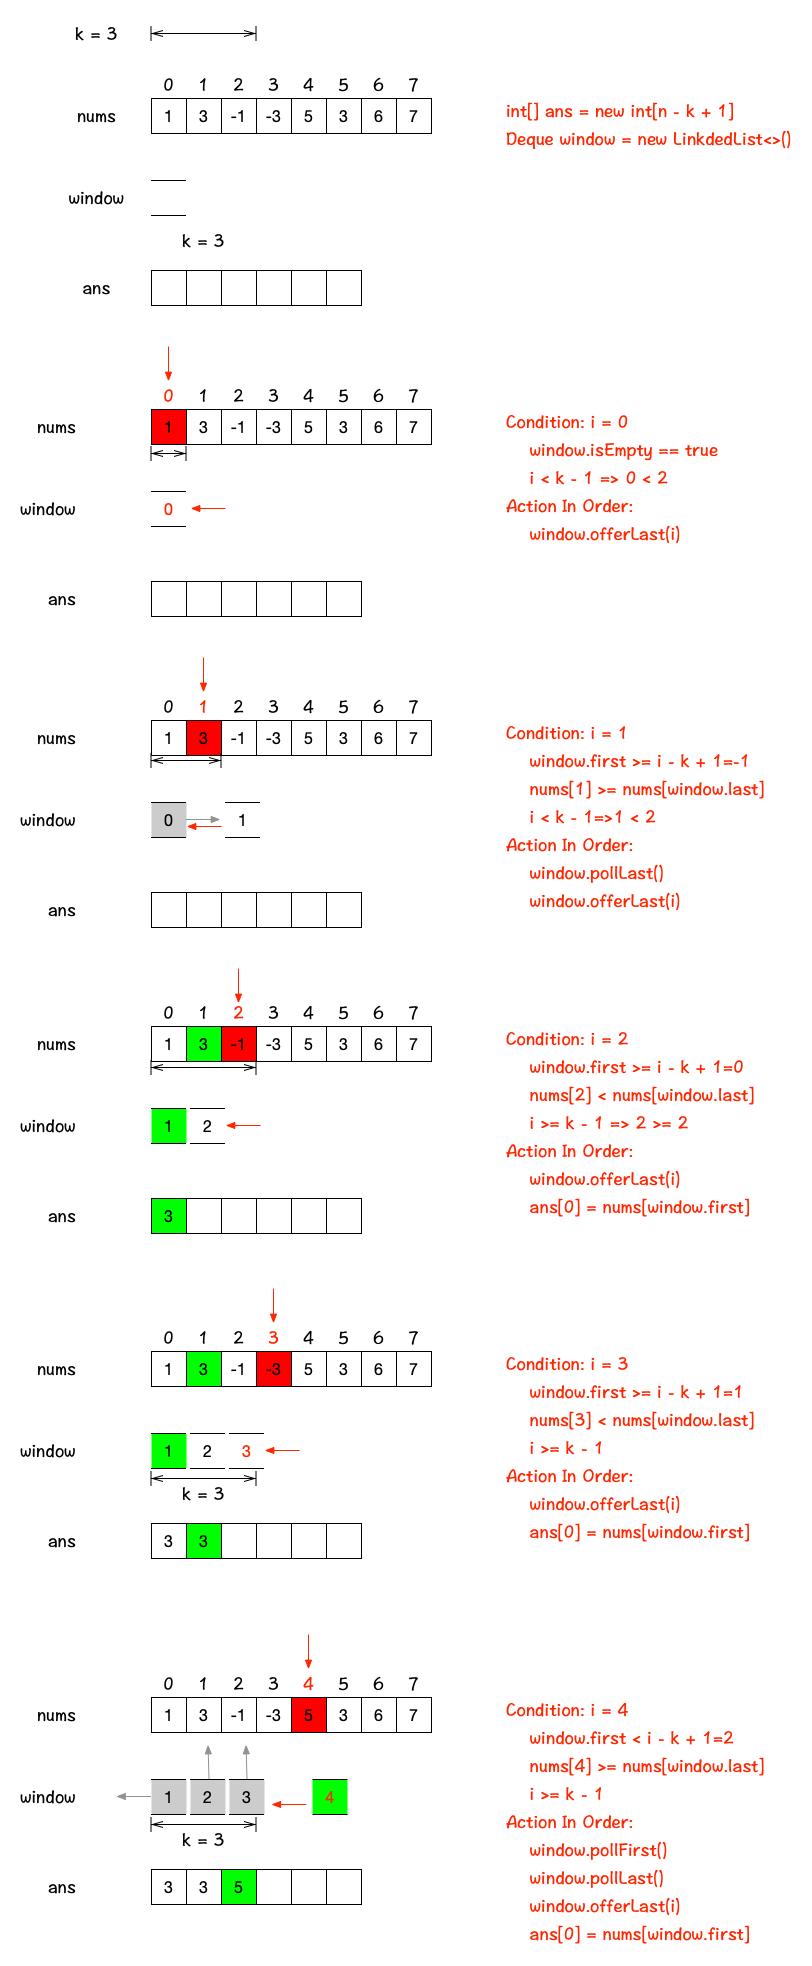 k = 3
0 1 2 3 4 5 6 7
nums 1 3 -1 -3 5 3 6 7
int[] ans = new int[n - k + 1]
Deque window = new LinkdedList<>()
window
k = 3
ans
0 1 2 3 4 5 6 7
nums 1 3 -1 -3 5 3 6 7
window 0
ans
Condition: i = 0
window.isEmpty == true
i < k - 1 => 0 < 2
Action In Order:
window.offerLast(i)
0 1 2 3 4 5 6 7
nums 1 3 -1 -3 5 3 6 7
window 0 1
ans
Condition: i = 1
window.first >= i - k + 1=-1
nums[1] >= nums[window.last]
i < k - 1=>1 < 2
Action In Order:
window.pollLast()
window.offerLast(i)
0 1 2 3 4 5 6 7
nums 1 3 -1 -3 5 3 6 7
window 1 2
ans 3
Condition: i = 2
window.first >= i - k + 1=0
nums[2] < nums[window.last]
i >= k - 1 => 2 >= 2
Action In Order:
window.offerLast(i)
ans[0] = nums[window.first]
0 1 2 3 4 5 6 7
nums 1 3 -1 -3 5 3 6 7
window 1 2 3
k = 3
ans 3 3
Condition: i = 3
window.first >= i - k + 1=1
nums[3] < nums[window.last]
i >= k - 1
Action In Order:
window.offerLast(i)
ans[0] = nums[window.first]
0 1 2 3 4 5 6 7
nums 1 3 -1 -3 5 3 6 7
window 1 2 3 4
k = 3
ans 3 3 5
Condition: i = 4
window.first < i - k + 1=2
nums[4] >= nums[window.last]
i >= k - 1
Action In Order:
window.pollFirst()
window.pollLast()
window.offerLast(i)
ans[0] = nums[window.first]